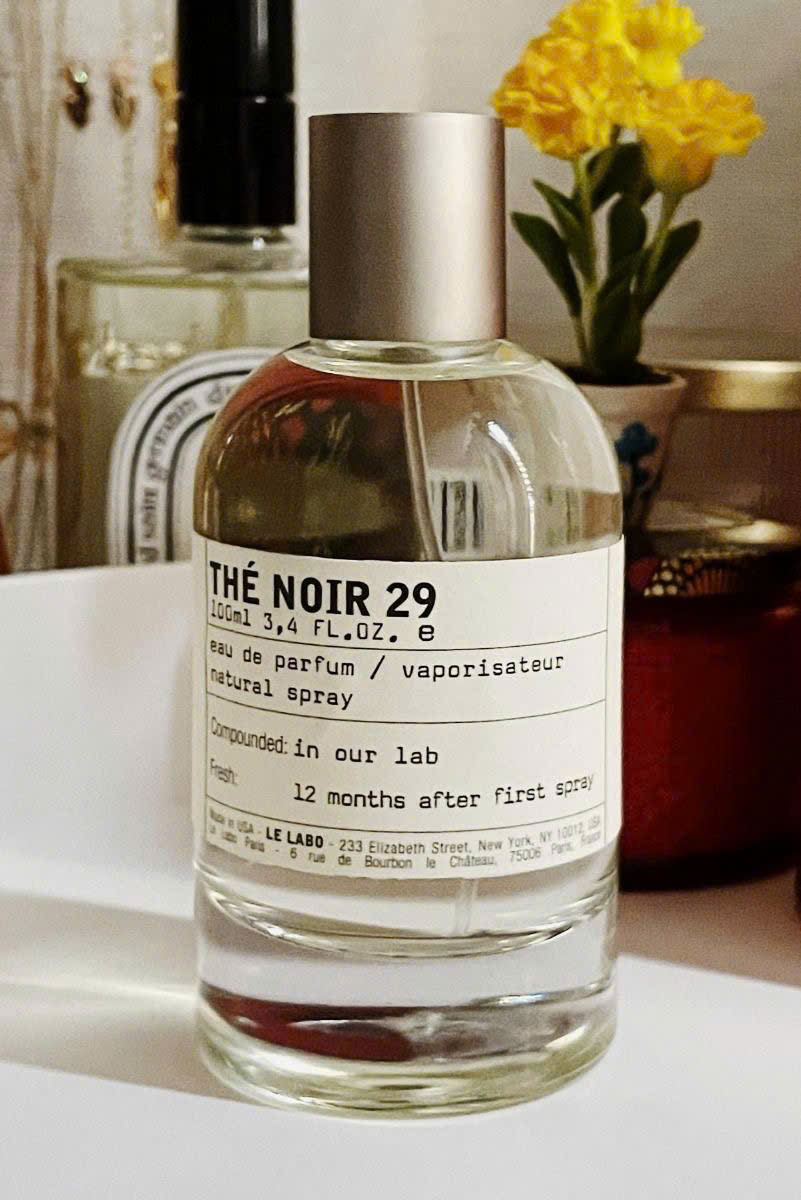 THÉ NOIR 29
100ml 3,4 FL.OZ. e
eau de parfum / vaporisateur
natural spray
Compounded: in our lab
Fresh: 12 months after first spray
Made in USA - LE LABO - 233 Elizabeth Street, New York, NY 10012, USA
Le Labo Paris - 6 rue de Bourbon le Château, 75006 Paris, France
saint germain